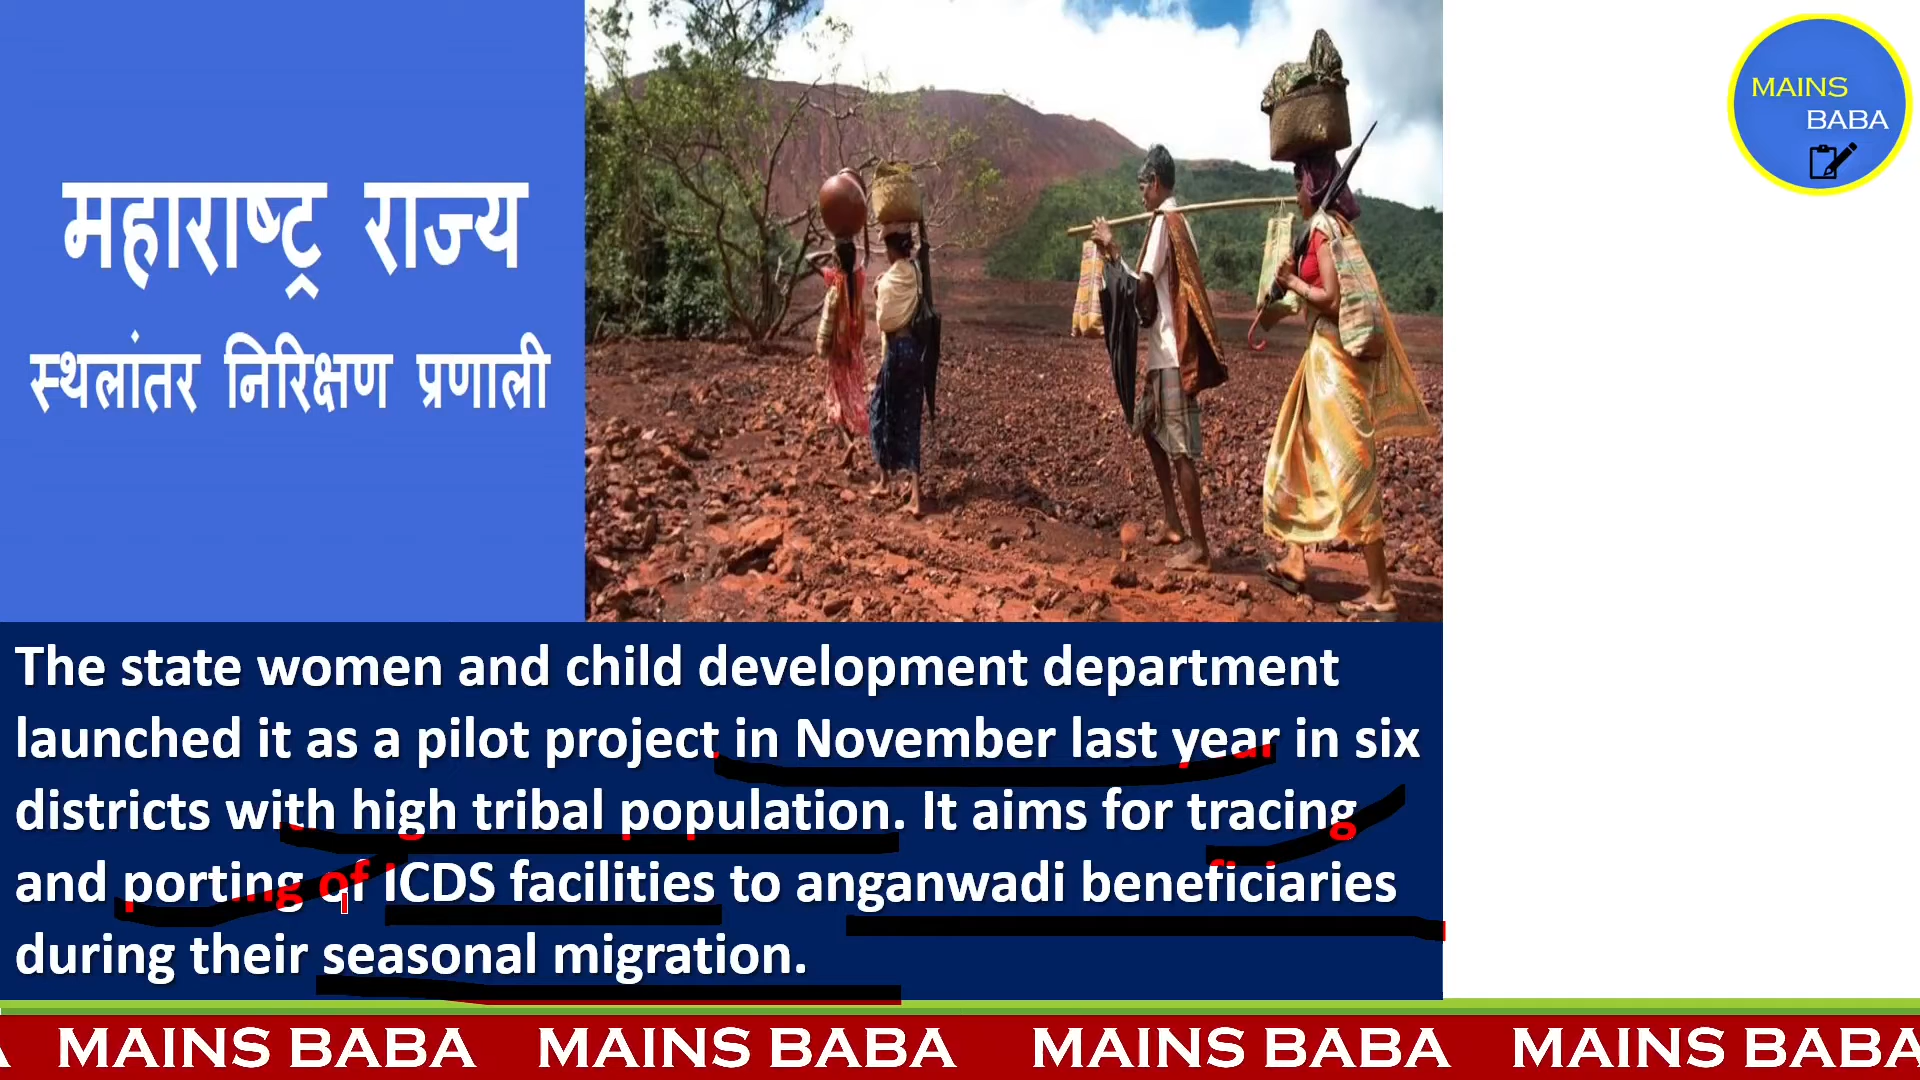 महाराष्ट्र राज्य
स्थलांतर निरिक्षण प्रणाली
MAINS
BABA
The state women and child development department
launched it as a pilot project in November last year in six
districts with high tribal population. It aims for tracing
and porting of ICDS facilities to anganwadi beneficiaries
during their seasonal migration.
A MAINS BABA MAINS BABA MAINS BABA MAINS BABA